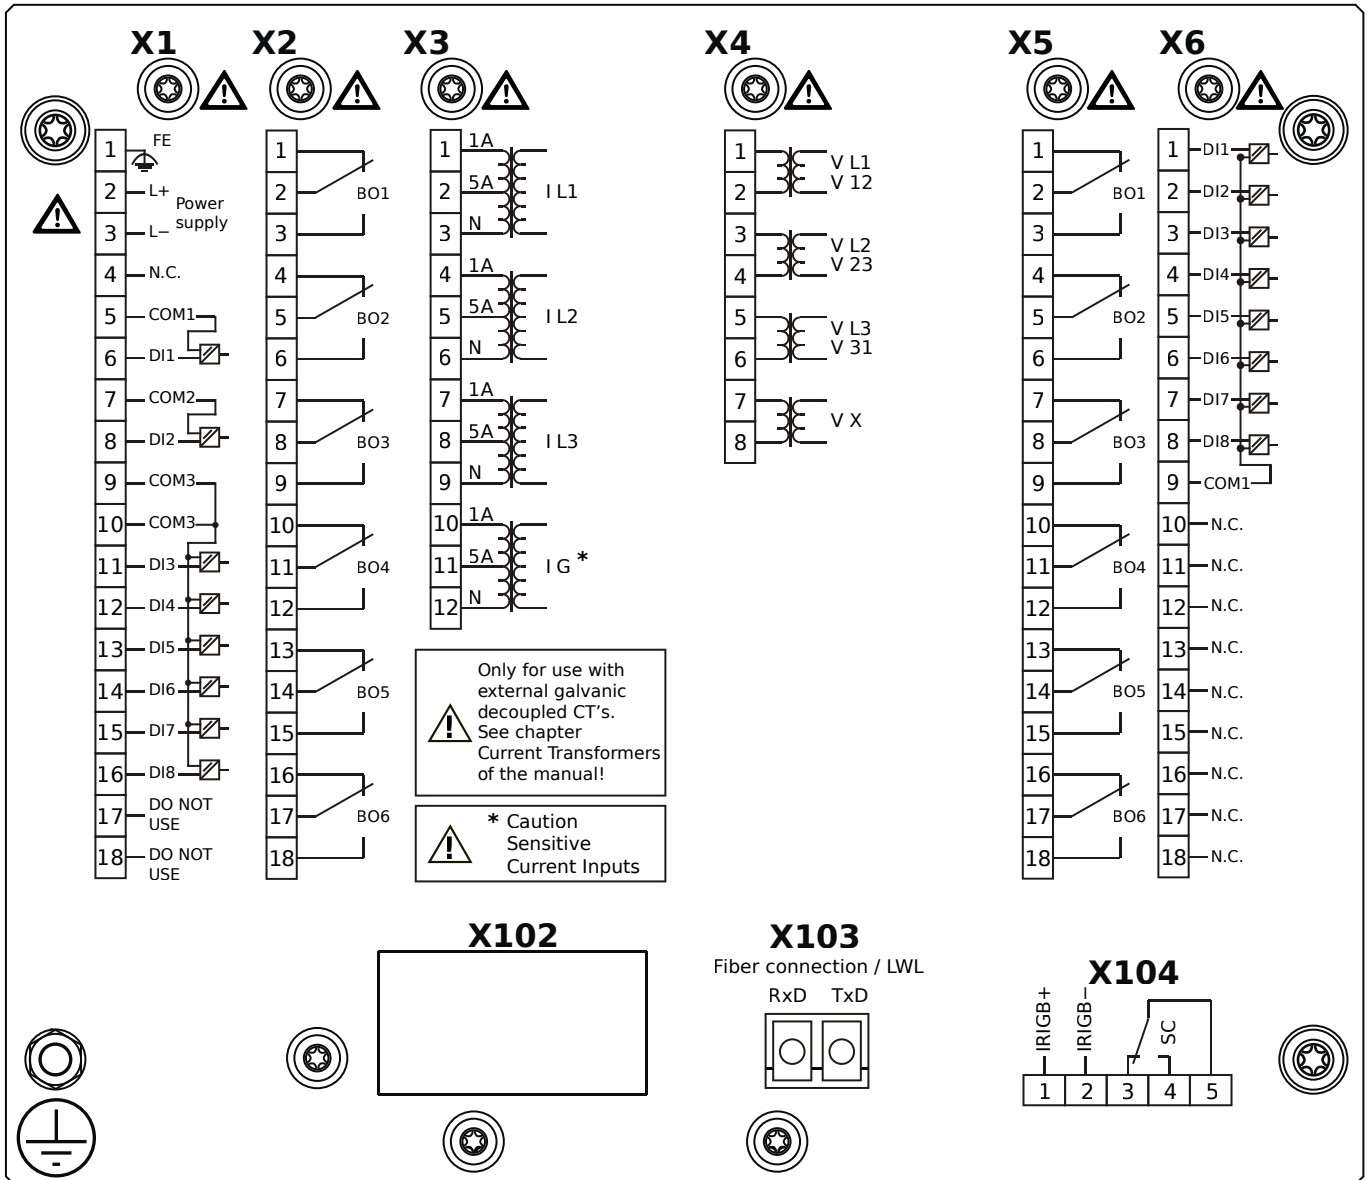 X1
X2
X3
X4
X5
X6
1 FE
2 L+
Power
supply
3 L−
4 N.C.
5 COM1
6 DI1
7 COM2
8 DI2
9 COM3
10 COM3
11 DI3
12 DI4
13 DI5
14 DI6
15 DI7
16 DI8
17 DO NOT
USE
18 DO NOT
USE
1
2 BO1
3
4
5 BO2
6
7
8 BO3
9
10
11 BO4
12
13
14 BO5
15
16
17 BO6
18
1 1A
2 5A I L1
3 N
4 1A
5 5A I L2
6 N
7 1A
8 5A I L3
9 N
10 1A
11 5A I G *
12 N
Only for use with
external galvanic
decoupled CT's.
See chapter
Current Transformers
of the manual!
* Caution
Sensitive
Current Inputs
1 V L1
2 V 12
3 V L2
4 V 23
5 V L3
6 V 31
7 V X
8
1
2 BO1
3
4
5 BO2
6
7
8 BO3
9
10
11 BO4
12
13
14 BO5
15
16
17 BO6
18
1 DI1
2 DI2
3 DI3
4 DI4
5 DI5
6 DI6
7 DI7
8 DI8
9 COM1
10 N.C.
11 N.C.
12 N.C.
13 N.C.
14 N.C.
15 N.C.
16 N.C.
17 N.C.
18 N.C.
X102
X103
Fiber connection / LWL
RxD TxD
X104
IRIGB+
IRIGB−
SC
1 2 3 4 5